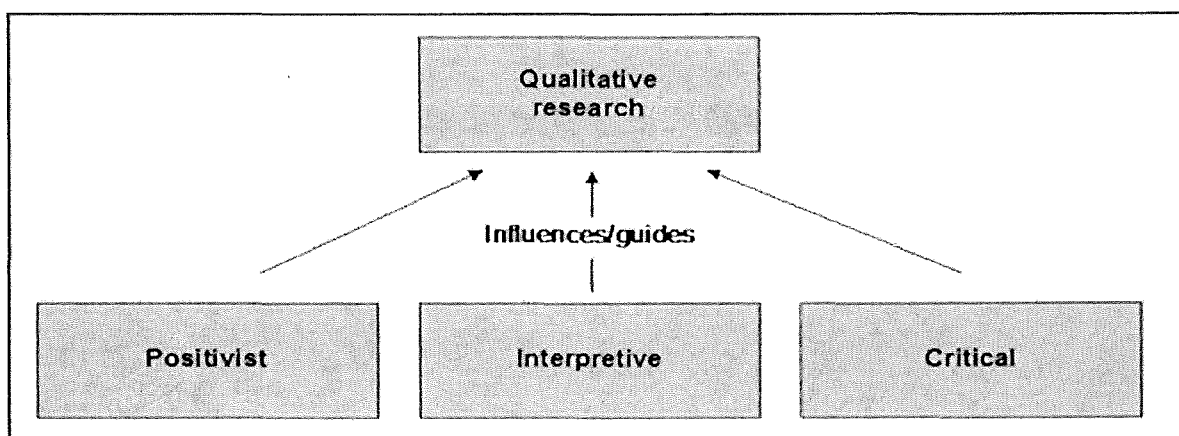 Qualitative
research
Influences/guides
Positivist
Interpretive
Critical